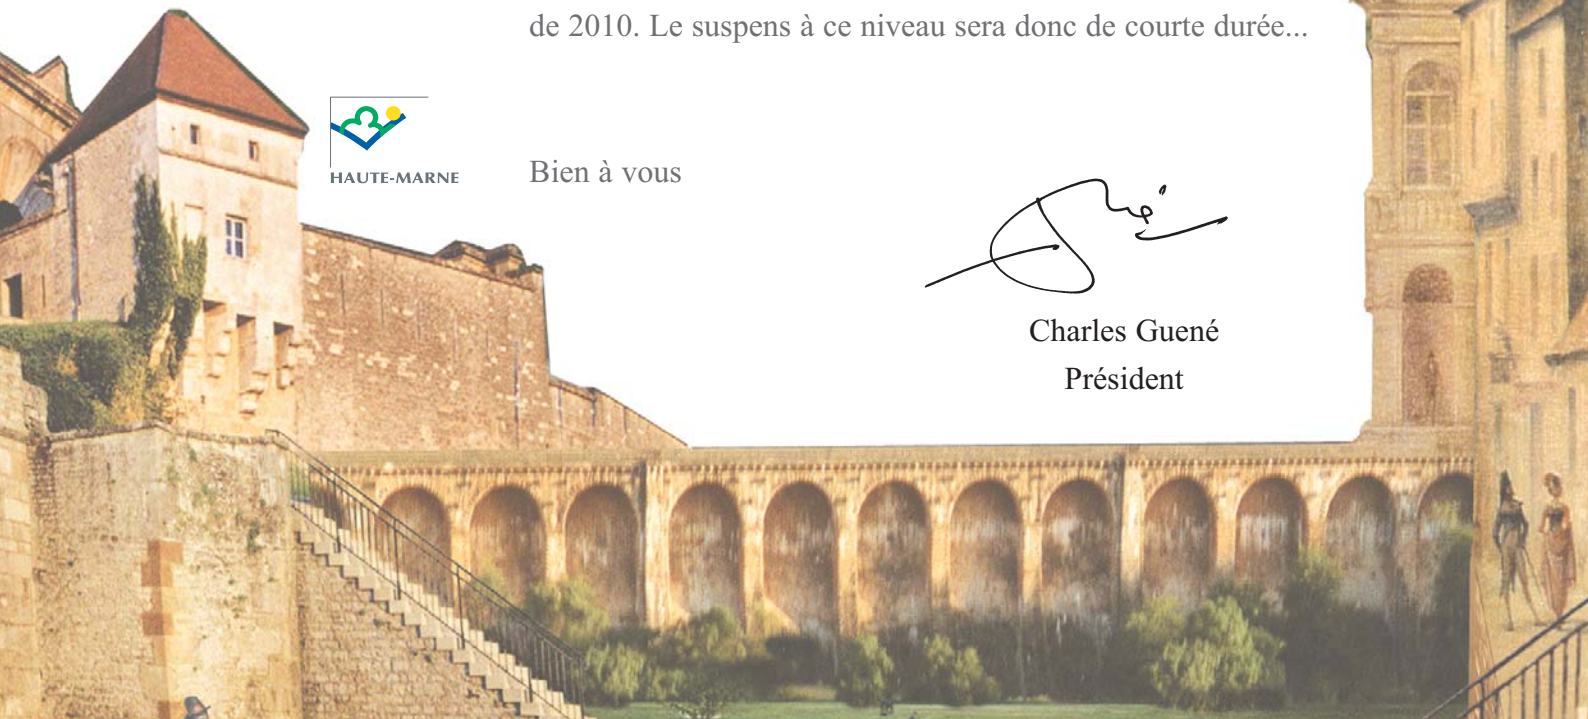 de 2010. Le suspens à ce niveau sera donc de courte durée...
HAUTE-MARNE
Bien à vous
Charles Guené
Président